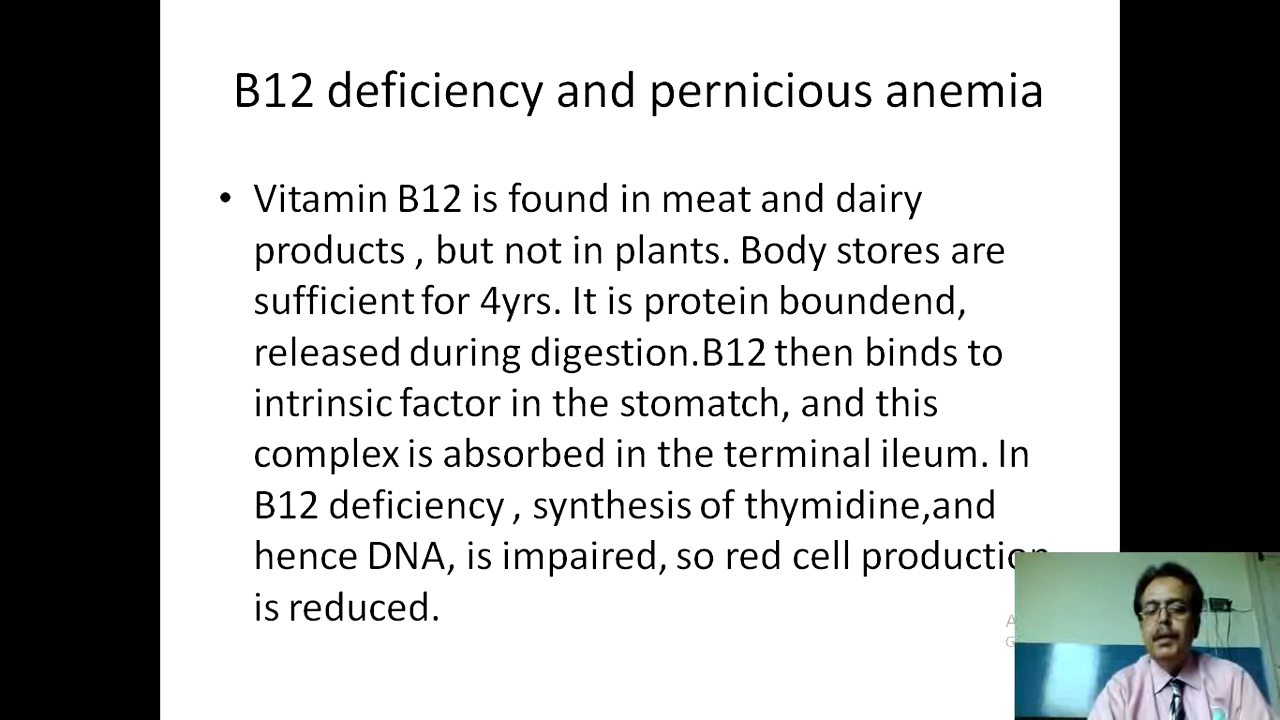 B12 deficiency and pernicious anemia
• Vitamin B12 is found in meat and dairy
products , but not in plants. Body stores are
sufficient for 4yrs. It is protein boundend,
released during digestion.B12 then binds to
intrinsic factor in the stomatch, and this
complex is absorbed in the terminal ileum. In
B12 deficiency , synthesis of thymidine,and
hence DNA, is impaired, so red cell production
is reduced.